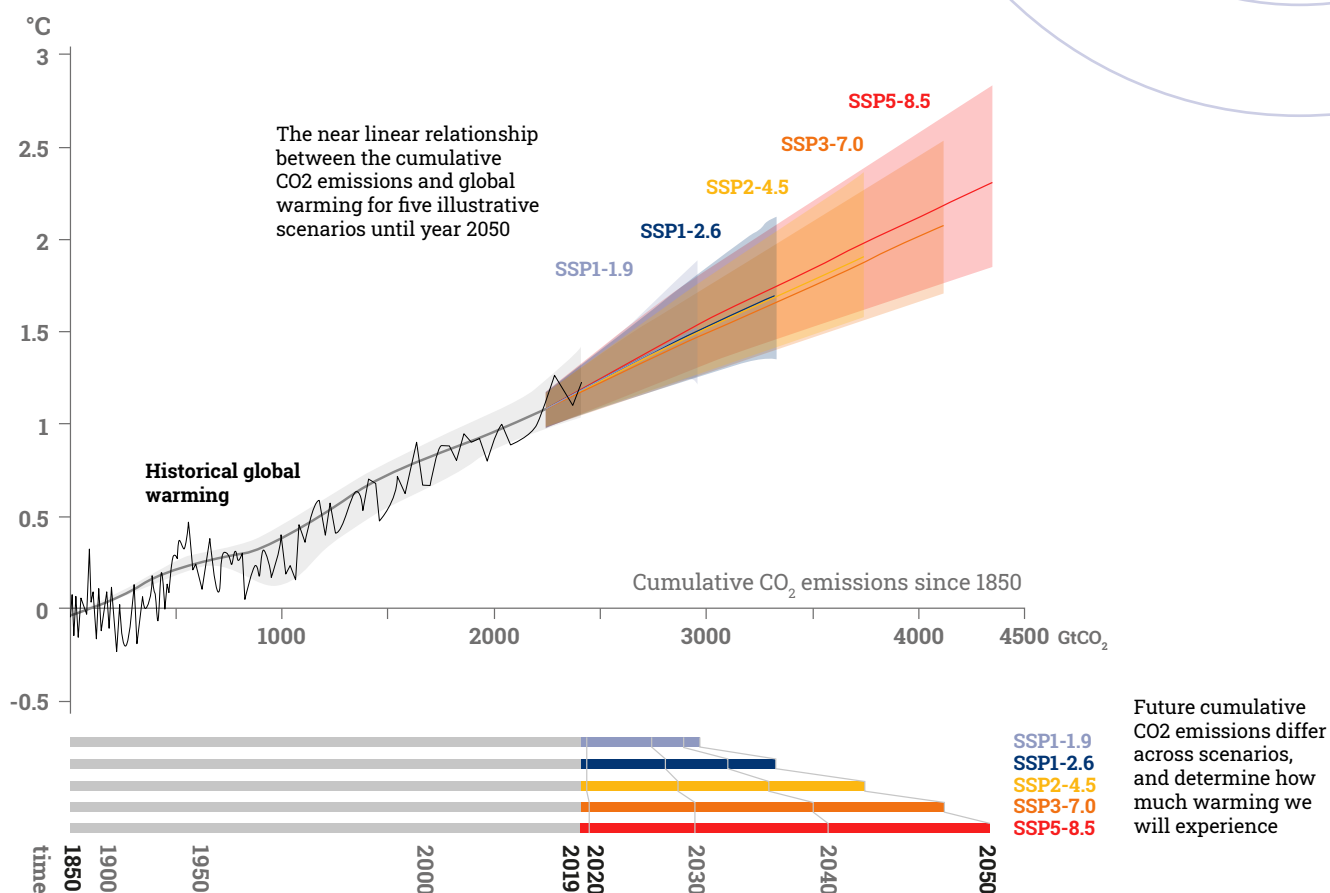 °C
3
2.5
2
1.5
1
0.5
0
-0.5
The near linear relationship
between the cumulative
CO2 emissions and global
warming for five illustrative
scenarios until year 2050
SSP5-8.5
SSP3-7.0
SSP2-4.5
SSP1-2.6
SSP1-1.9
Historical global
warming
Cumulative CO₂ emissions since 1850
1000
2000
3000
4000
4500 GtCO₂
SSP1-1.9
SSP1-2.6
SSP2-4.5
SSP3-7.0
SSP5-8.5
Future cumulative
CO2 emissions differ
across scenarios,
and determine how
much warming we
will experience
time
1850
1900
1950
2000
2019
2020
2030
2040
2050